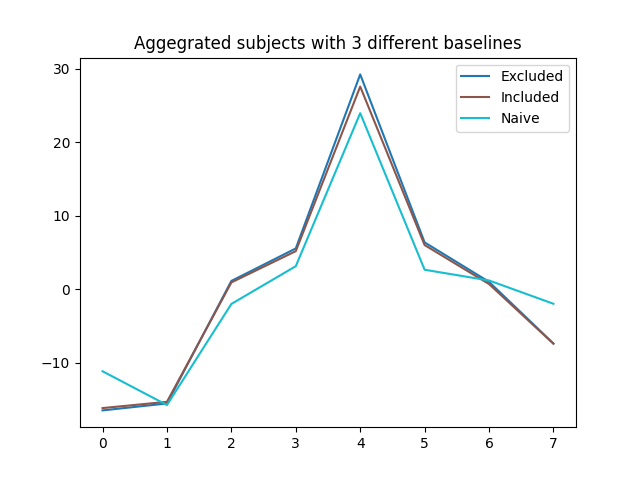 Aggegrated subjects with 3 different baselines
Excluded
Included
Naive
30
20
10
0
−10
0 1 2 3 4 5 6 7